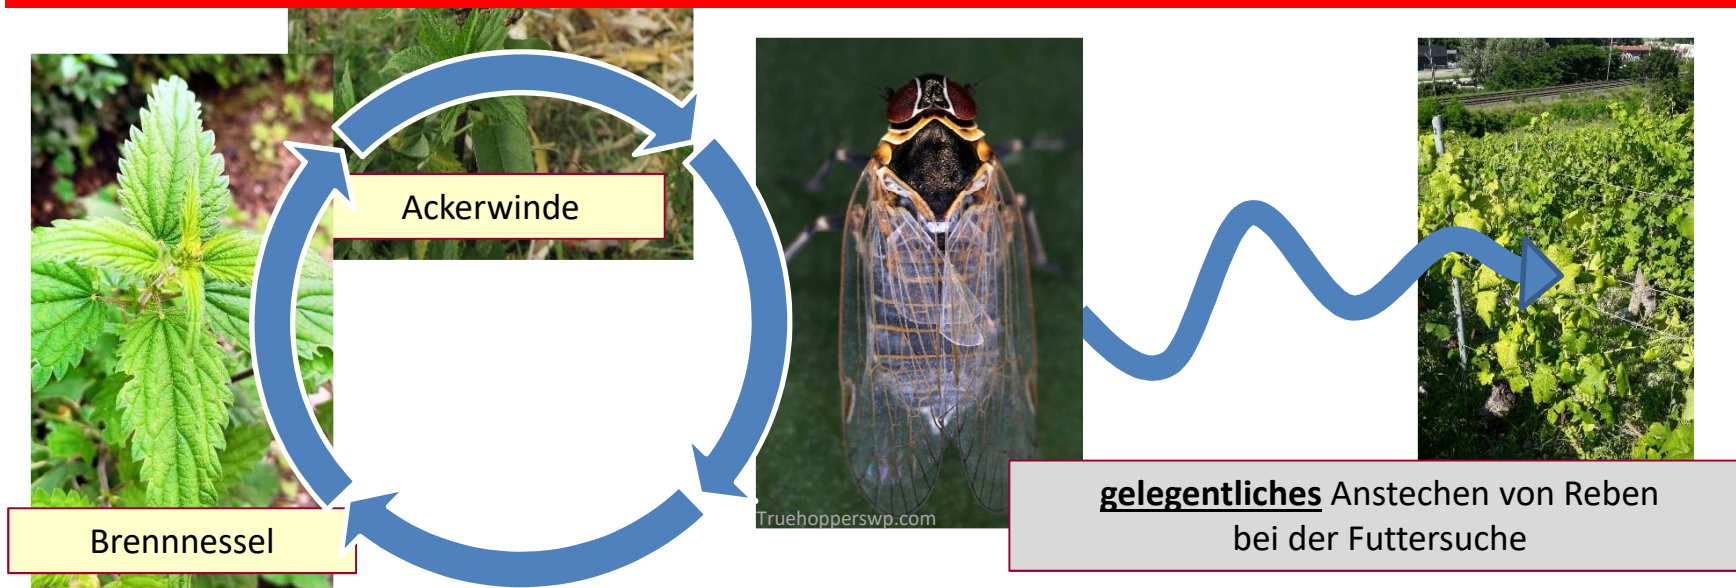 Ackerwinde
Brennnessel
Truehopperswp.com
gelegentliches Anstechen von Reben
bei der Futtersuche